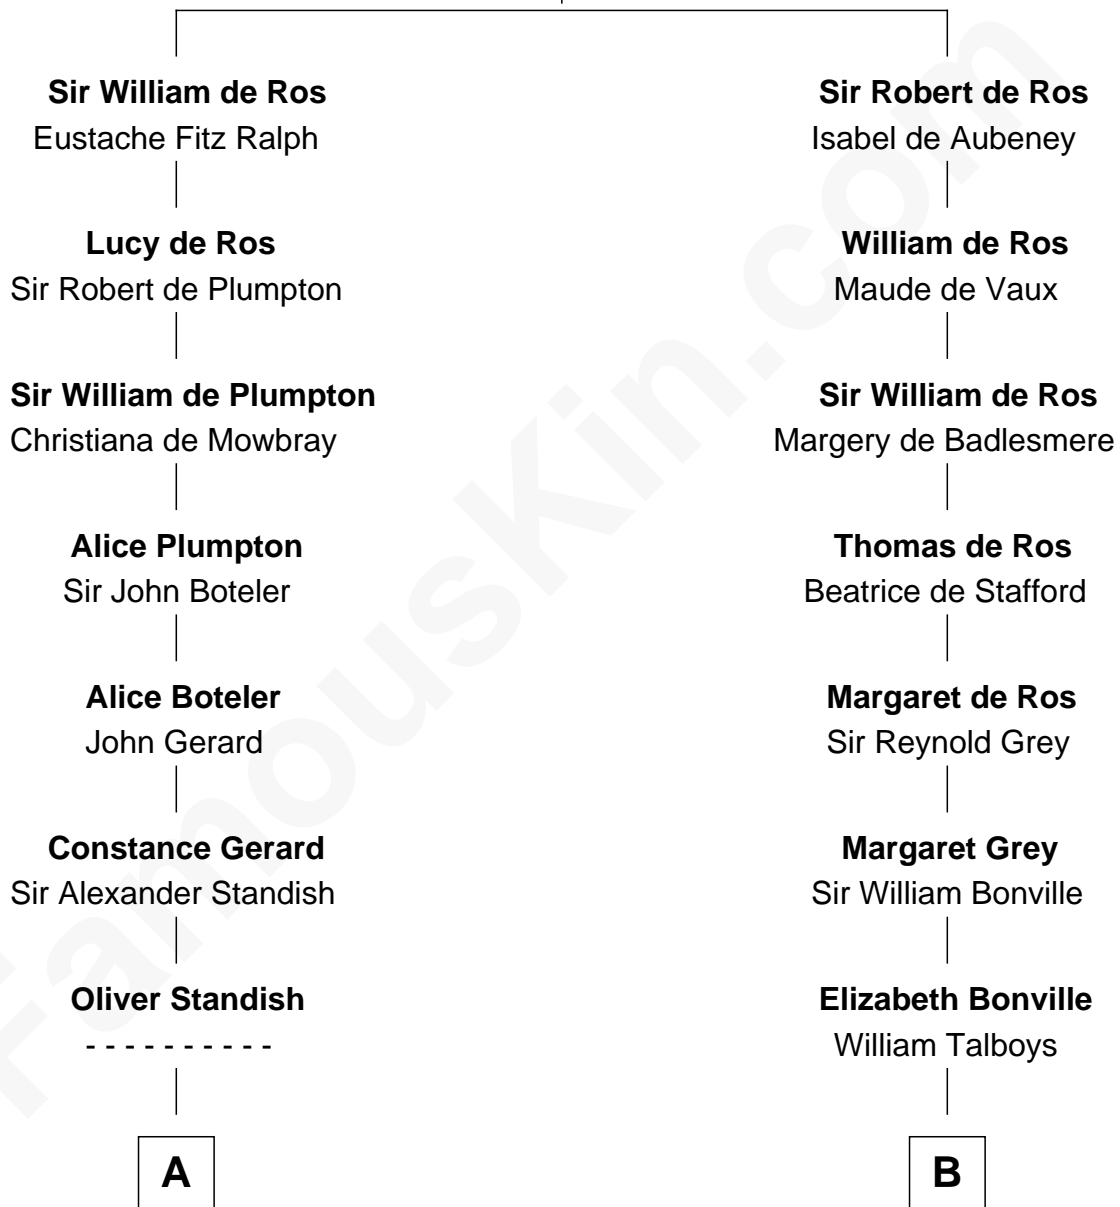 Sir William de Ros
Eustache Fitz Ralph
Lucy de Ros
Sir Robert de Plumpton
Sir William de Plumpton
Christiana de Mowbray
Alice Plumpton
Sir John Boteler
Alice Boteler
John Gerard
Constance Gerard
Sir Alexander Standish
Oliver Standish
- - - - - - - - - -
A
Sir Robert de Ros
Isabel de Aubeney
William de Ros
Maude de Vaux
Sir William de Ros
Margery de Badlesmere
Thomas de Ros
Beatrice de Stafford
Margaret de Ros
Sir Reynold Grey
Margaret Grey
Sir William Bonville
Elizabeth Bonville
William Talboys
B
FamousKin.com